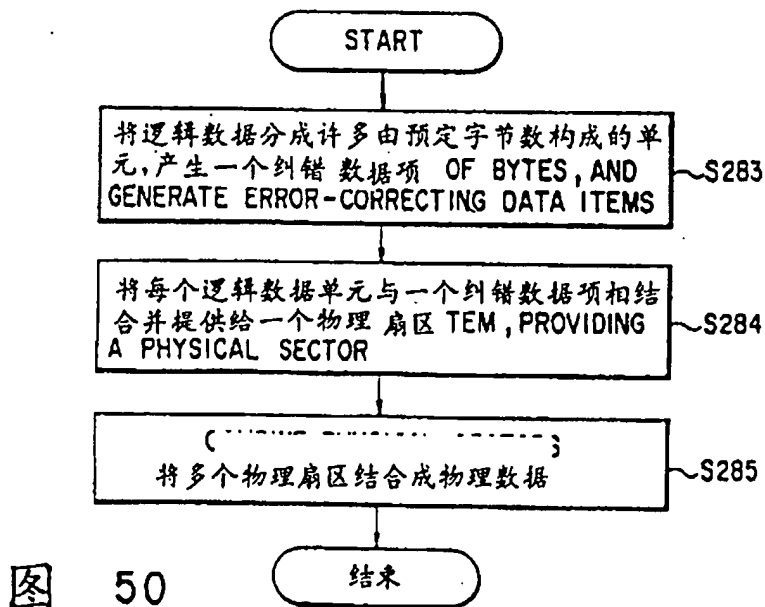 START
将逻辑数据分成许多由预定字节数构成的单
元,产生一个纠错数据项 OF BYTES, AND
GENERATE ERROR-CORRECTING DATA ITEMS
S283
将每个逻辑数据单元与一个纠错数据项相结
合并提供给一个物理 扇区 TEM, PROVIDING
A PHYSICAL SECTOR
S284
将多个物理扇区结合成物理数据
S285
结束
图 50